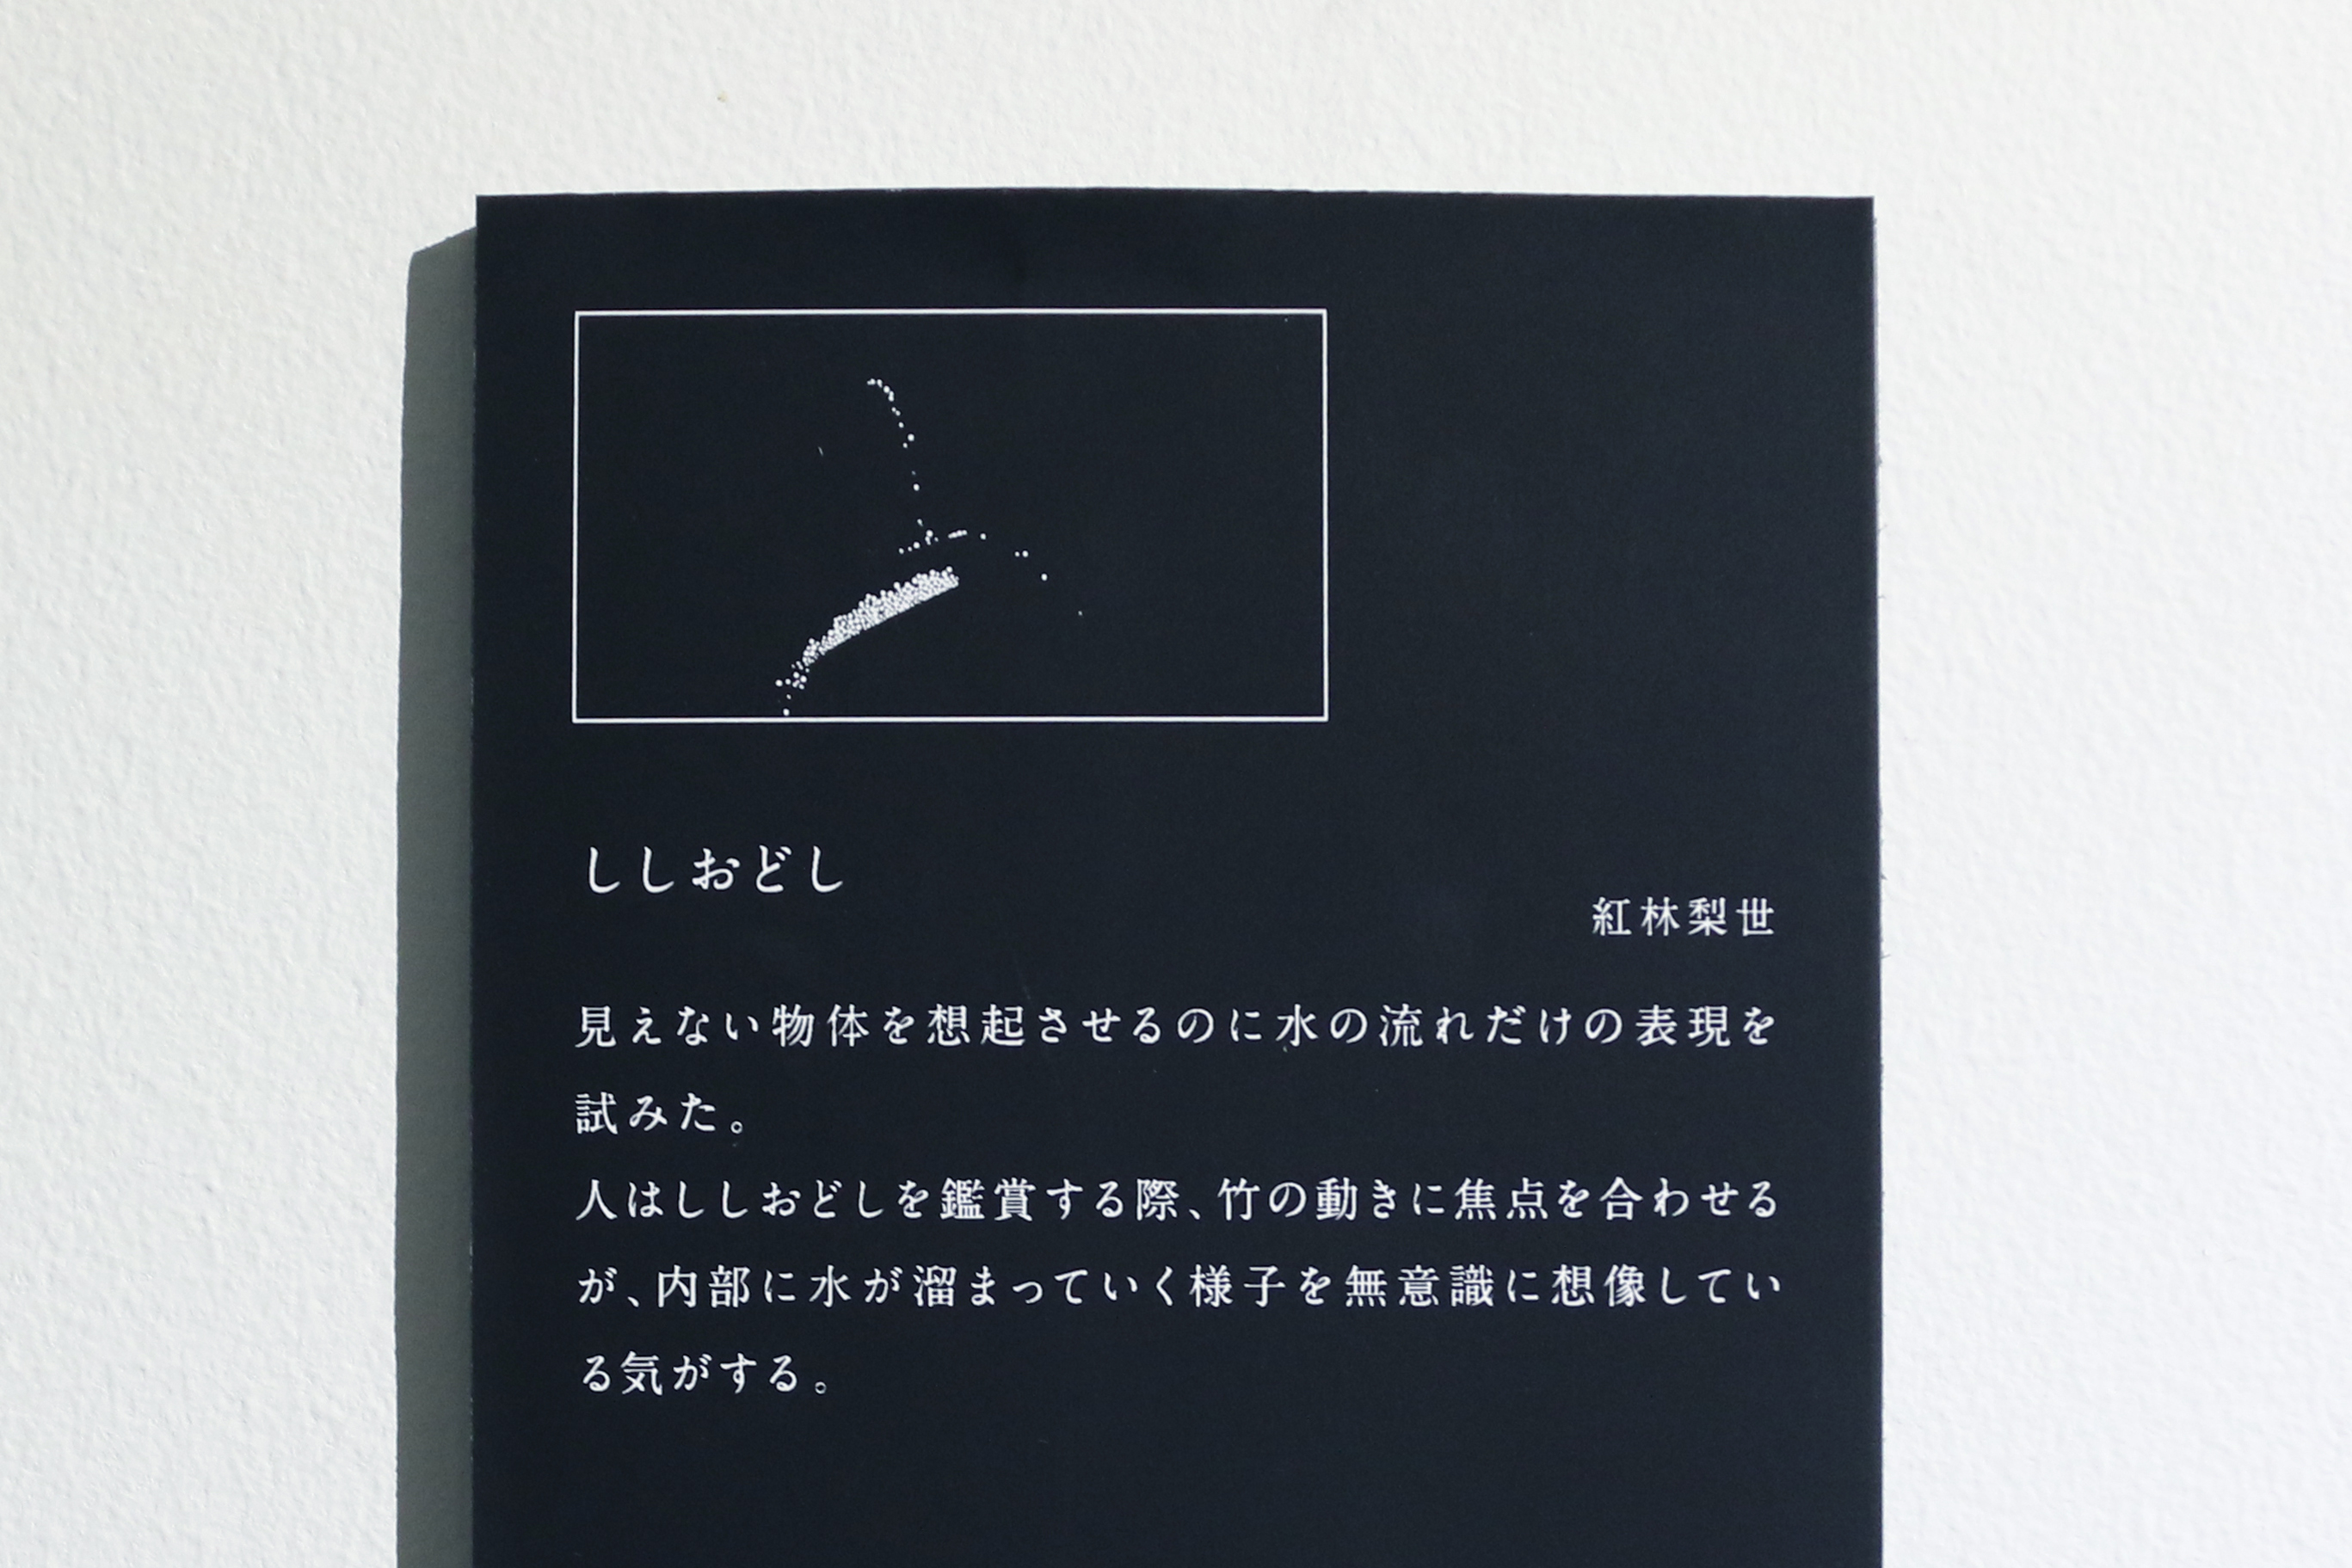 ししおどし
紅林梨世
見えない物体を想起させるのに水の流れだけの表現を
試みた。
人はししおどしを鑑賞する際、竹の動きに焦点を合わせる
が、内部に水が溜まっていく様子を無意識に想像してい
る気がする。